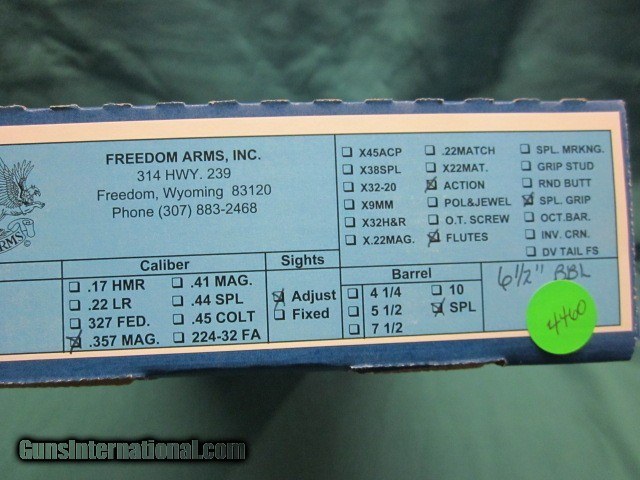 FREEDOM ARMS, INC.
314 HWY. 239
Freedom, Wyoming 83120
Phone (307) 883-2468
ARMS
X45ACP
X38SPL
X32-20
X9MM
X32H&R
X.22MAG.
.22MATCH
X22MAT.
ACTION
POL&JEWEL
O.T. SCREW
FLUTES
SPL. MRKNG.
GRIP STUD
RND BUTT
SPL. GRIP
OCT.BAR.
INV. CRN.
DV TAIL FS
Caliber
.17 HMR
.22 LR
327 FED.
.357 MAG.
.41 MAG.
.44 SPL
.45 COLT
224-32 FA
Sights
Adjust
Fixed
Barrel
4 1/4
5 1/2
7 1/2
10
SPL
6 1/2" BBL
4460
GunsInternational.com